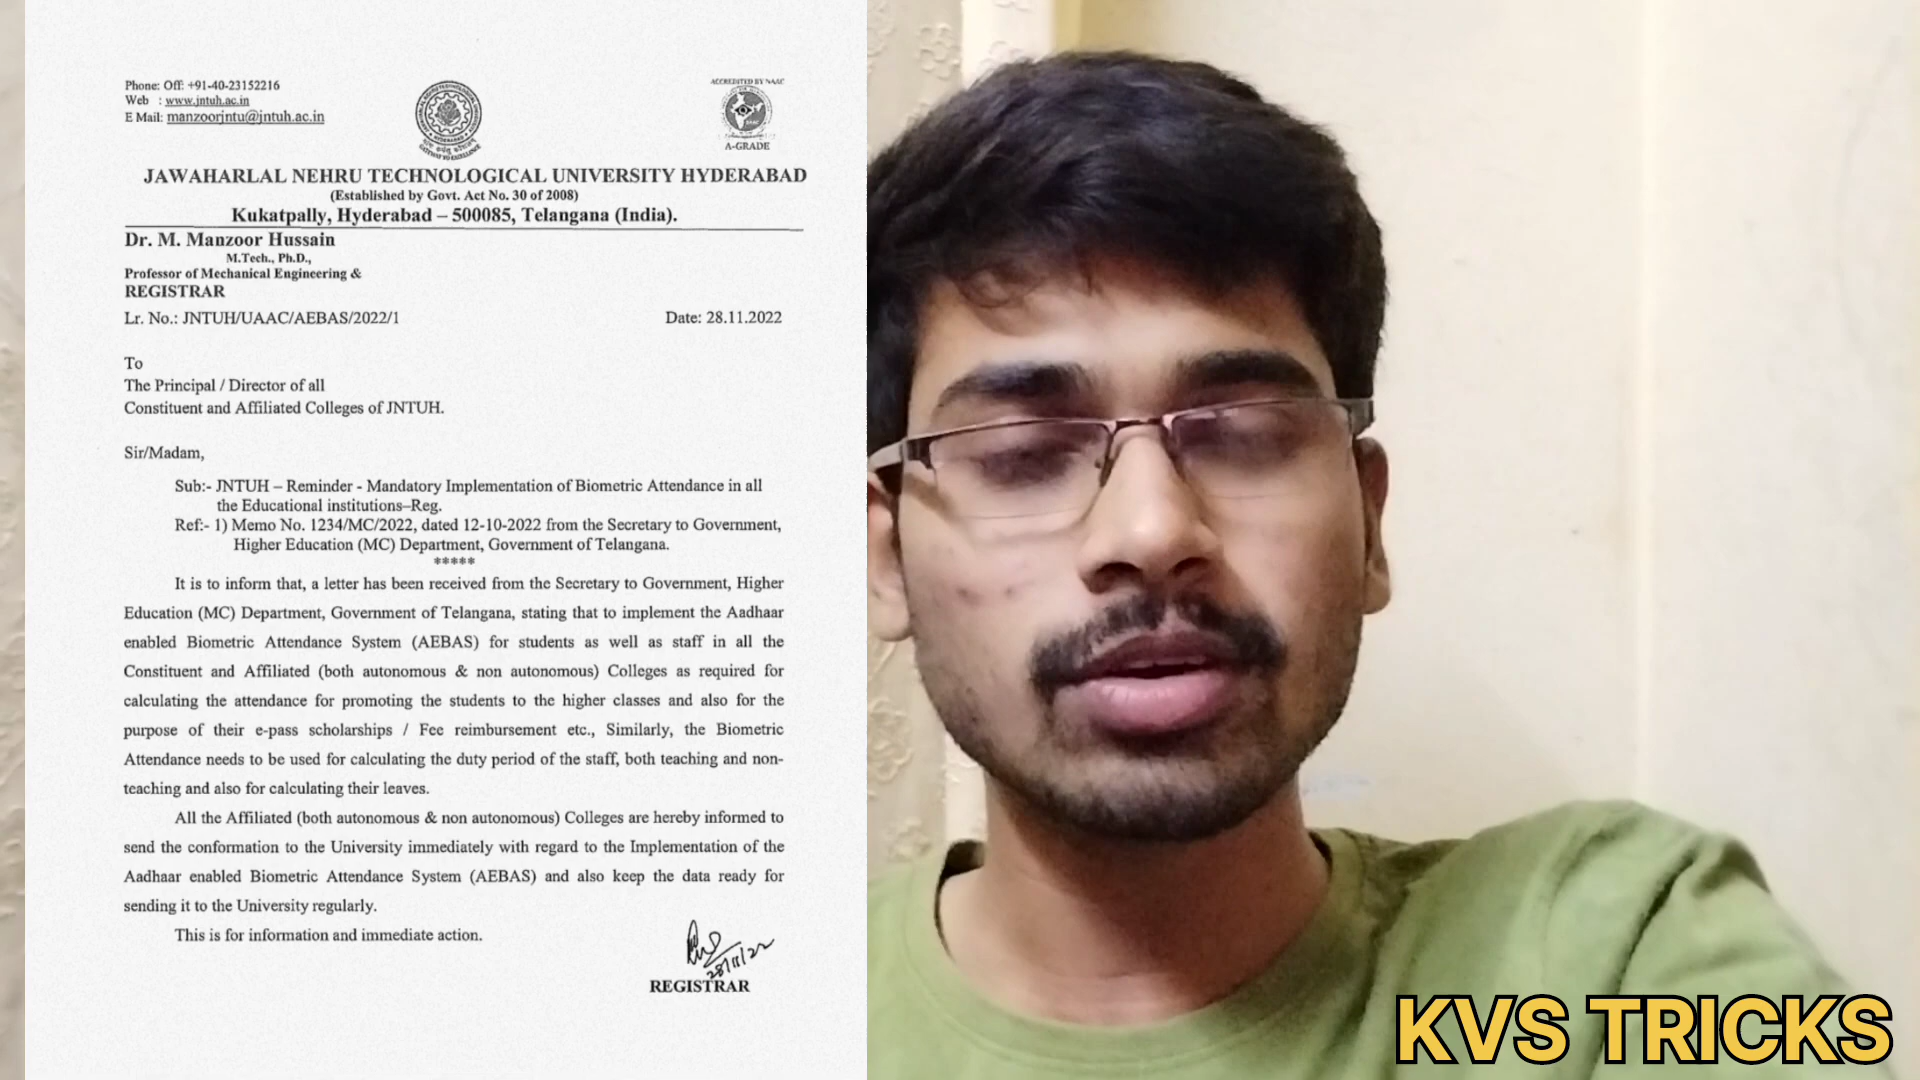 Phone: Off: +91-40-23152216
Web : www.jntuh.ac.in
E Mail: manzoorjntu@jntuh.ac.in
ACCREDITED BY NAAC
A-GRADE
JAWAHARLAL NEHRU TECHNOLOGICAL UNIVERSITY HYDERABAD
(Established by Govt. Act No. 30 of 2008)
Kukatpally, Hyderabad – 500085, Telangana (India).
Dr. M. Manzoor Hussain
M.Tech., Ph.D.,
Professor of Mechanical Engineering &
REGISTRAR
Lr. No.: JNTUH/UAAC/AEBAS/2022/1 Date: 28.11.2022
To
The Principal / Director of all
Constituent and Affiliated Colleges of JNTUH.
Sir/Madam,
Sub:- JNTUH – Reminder - Mandatory Implementation of Biometric Attendance in all
the Educational institutions–Reg.
Ref:- 1) Memo No. 1234/MC/2022, dated 12-10-2022 from the Secretary to Government,
Higher Education (MC) Department, Government of Telangana.
*****
It is to inform that, a letter has been received from the Secretary to Government, Higher
Education (MC) Department, Government of Telangana, stating that to implement the Aadhaar
enabled Biometric Attendance System (AEBAS) for students as well as staff in all the
Constituent and Affiliated (both autonomous & non autonomous) Colleges as required for
calculating the attendance for promoting the students to the higher classes and also for the
purpose of their e-pass scholarships / Fee reimbursement etc., Similarly, the Biometric
Attendance needs to be used for calculating the duty period of the staff, both teaching and non-
teaching and also for calculating their leaves.
All the Affiliated (both autonomous & non autonomous) Colleges are hereby informed to
send the conformation to the University immediately with regard to the Implementation of the
Aadhaar enabled Biometric Attendance System (AEBAS) and also keep the data ready for
sending it to the University regularly.
This is for information and immediate action.
28/11/22
REGISTRAR
KVS TRICKS